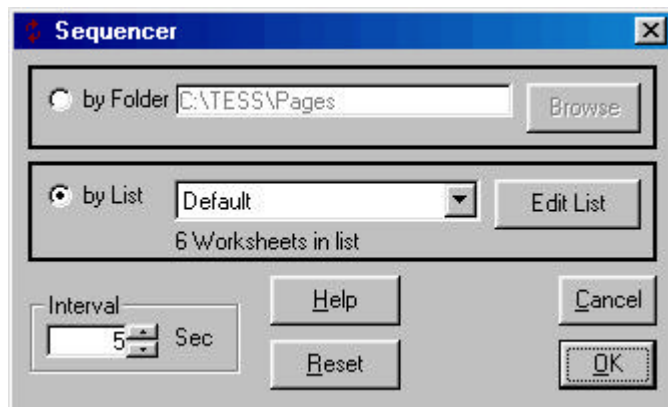 Sequencer
by Folder C:\TESS\Pages Browse
by List Default Edit List
6 Worksheets in list
Interval
5 Sec
Help
Cancel
Reset
OK